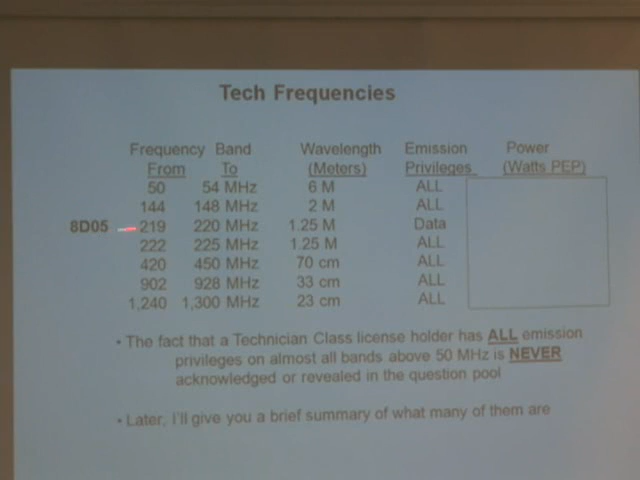 Tech Frequencies
Frequency Band Wavelength Emission Power
From To (Meters) Privileges (Watts PEP)
50 54 MHz 6 M ALL
144 148 MHz 2 M ALL
8D05 219 220 MHz 1.25 M Data
222 225 MHz 1.25 M ALL
420 450 MHz 70 cm ALL
902 928 MHz 33 cm ALL
1,240 1,300 MHz 23 cm ALL
• The fact that a Technician Class license holder has ALL emission
privileges on almost all bands above 50 MHz is NEVER
acknowledged or revealed in the question pool
• Later, I'll give you a brief summary of what many of them are